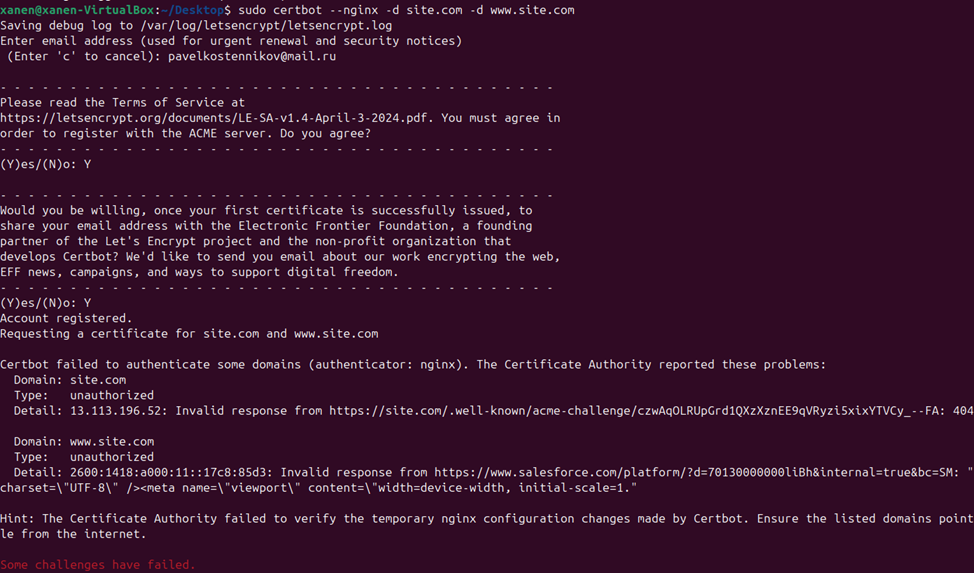 xanen@xanen-VirtualBox:~/Desktop$ sudo certbot --nginx -d site.com -d www.site.com
Saving debug log to /var/log/letsencrypt/letsencrypt.log
Enter email address (used for urgent renewal and security notices)
 (Enter 'c' to cancel): pavelkostennikov@mail.ru

- - - - - - - - - - - - - - - - - - - - - - - - - - - - - - - - - - - - - - - -
Please read the Terms of Service at
https://letsencrypt.org/documents/LE-SA-v1.4-April-3-2024.pdf. You must agree in
order to register with the ACME server. Do you agree?
- - - - - - - - - - - - - - - - - - - - - - - - - - - - - - - - - - - - - - - -
(Y)es/(N)o: Y

- - - - - - - - - - - - - - - - - - - - - - - - - - - - - - - - - - - - - - - -
Would you be willing, once your first certificate is successfully issued, to
share your email address with the Electronic Frontier Foundation, a founding
partner of the Let's Encrypt project and the non-profit organization that
develops Certbot? We'd like to send you email about our work encrypting the web,
EFF news, campaigns, and ways to support digital freedom.
- - - - - - - - - - - - - - - - - - - - - - - - - - - - - - - - - - - - - - - -
(Y)es/(N)o: Y
Account registered.
Requesting a certificate for site.com and www.site.com

Certbot failed to authenticate some domains (authenticator: nginx). The Certificate Authority reported these problems:
  Domain: site.com
  Type:   unauthorized
  Detail: 13.113.196.52: Invalid response from https://site.com/.well-known/acme-challenge/czwAqOLRUpGrd1QXzXznEE9qVRyzi5xixYTVCy_--FA: 404

  Domain: www.site.com
  Type:   unauthorized
  Detail: 2600:1418:a000:11::17c8:85d3: Invalid response from https://www.salesforce.com/platform/?d=70130000000liBh&internal=true&bc=SM: "
charset=\"UTF-8\" /><meta name=\"viewport\" content=\"width=device-width, initial-scale=1."

Hint: The Certificate Authority failed to verify the temporary nginx configuration changes made by Certbot. Ensure the listed domains point
le from the internet.

Some challenges have failed.